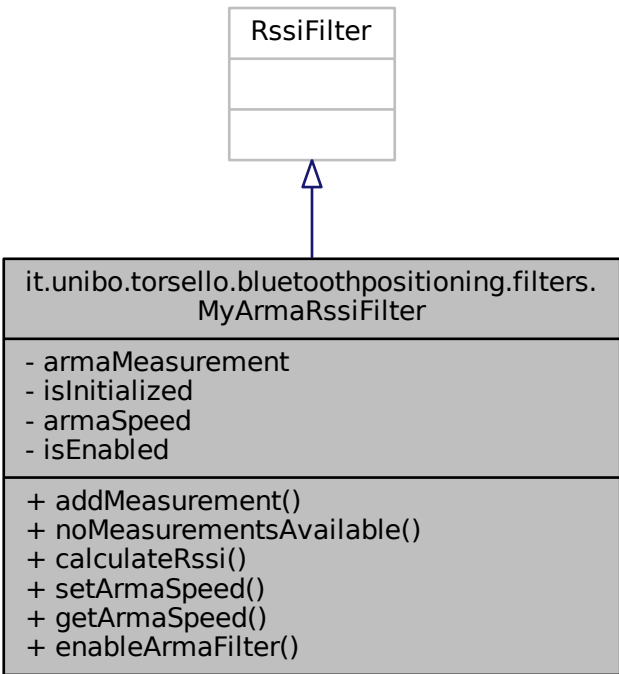 RssiFilter
it.unibo.torsello.bluetoothpositioning.filters.
MyArmaRssiFilter
- armaMeasurement
- isInitialized
- armaSpeed
- isEnabled
+ addMeasurement()
+ noMeasurementsAvailable()
+ calculateRssi()
+ setArmaSpeed()
+ getArmaSpeed()
+ enableArmaFilter()